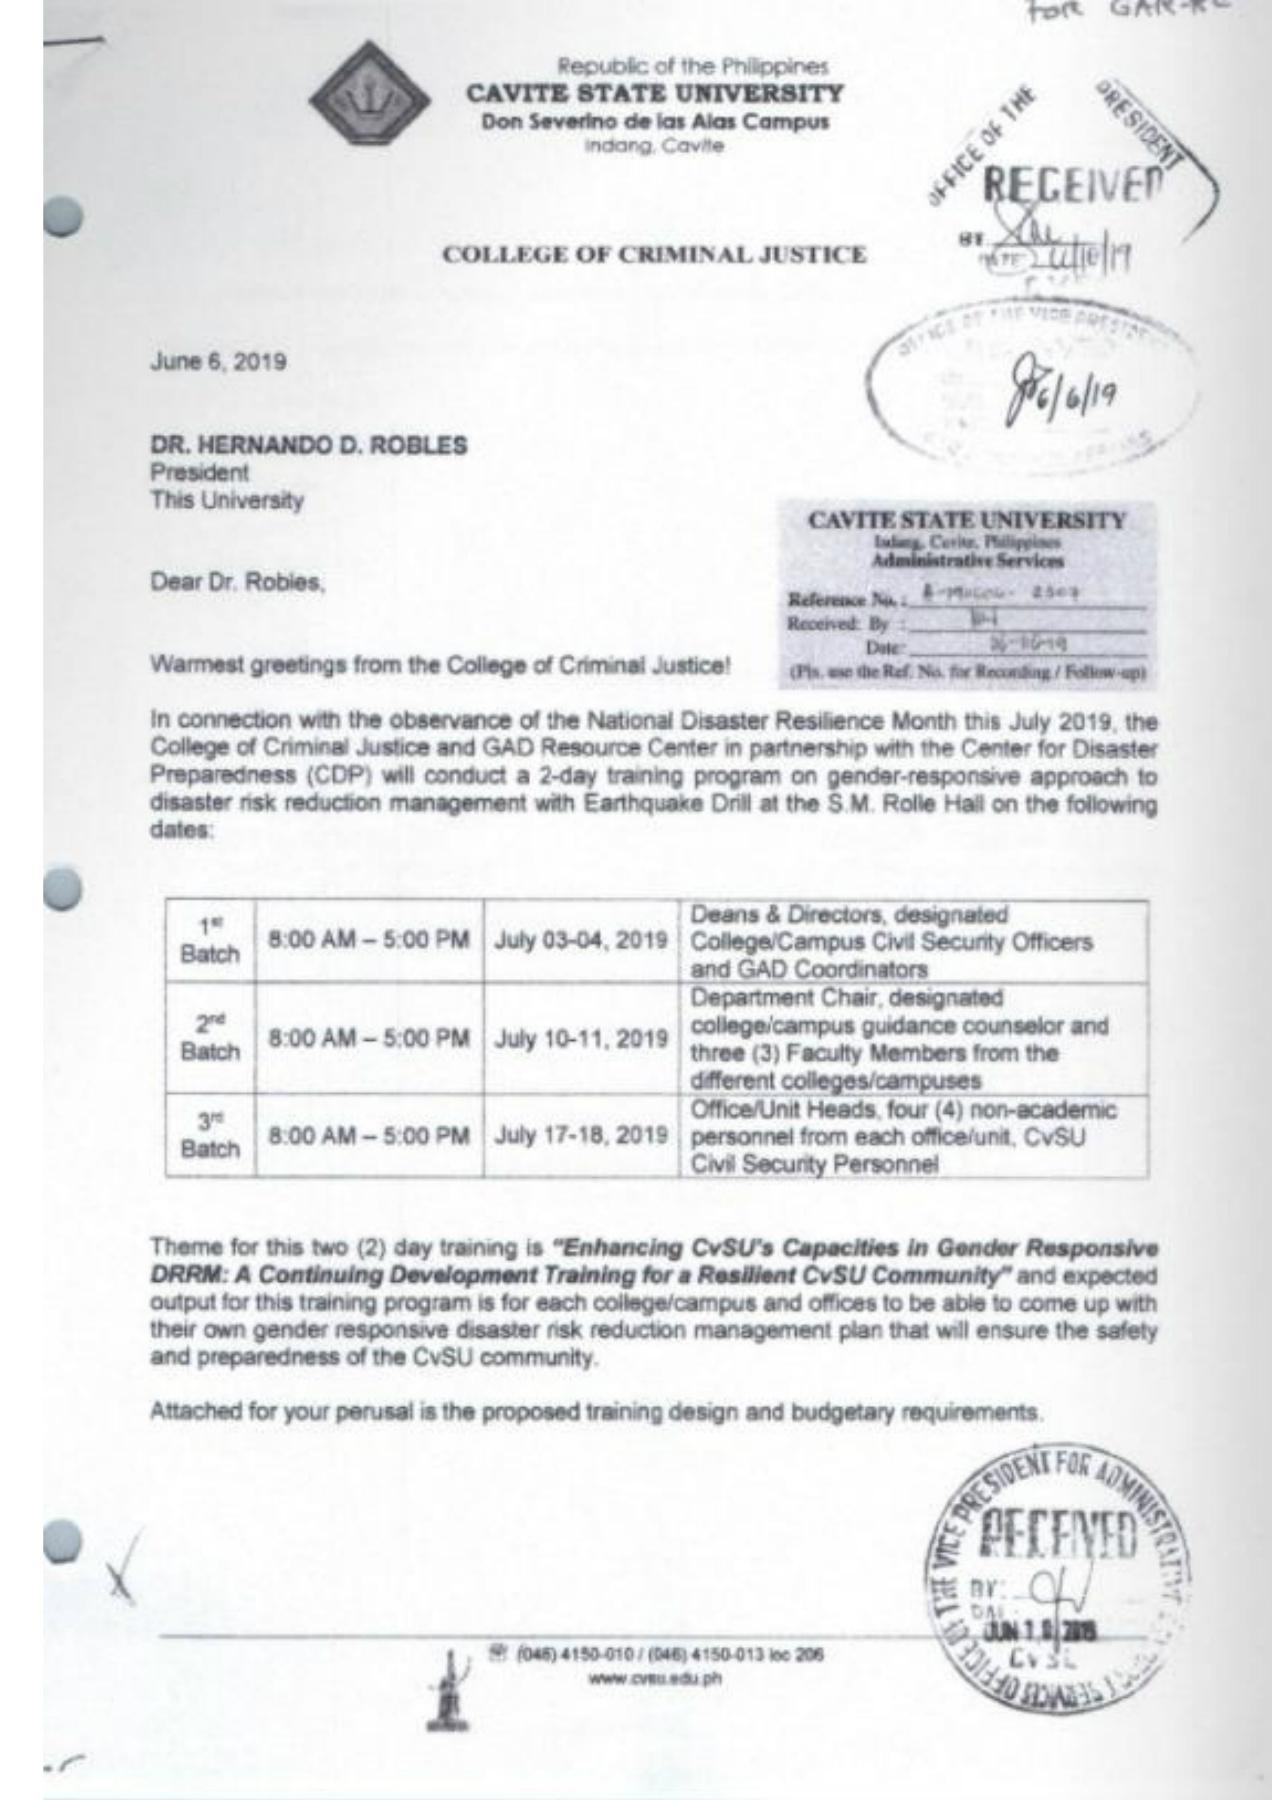 FOR GAR-RC
Republic of the Philippines
CAVITE STATE UNIVERSITY
Don Severino de las Alas Campus
Indang, Cavite
OFFICE OF THE PRESIDENT
RECEIVED
BY
DATE
COLLEGE OF CRIMINAL JUSTICE
OFFICE OF THE VICE PRESIDENT
6/6/19
June 6, 2019
DR. HERNANDO D. ROBLES
President
This University
CAVITE STATE UNIVERSITY
Indang, Cavite, Philippines
Administrative Services
Reference No. :
Received: By :
Date:
(Pls. use the Ref. No. for Recording / Follow-up)
Dear Dr. Robles,
Warmest greetings from the College of Criminal Justice!
In connection with the observance of the National Disaster Resilience Month this July 2019, the
College of Criminal Justice and GAD Resource Center in partnership with the Center for Disaster
Preparedness (CDP) will conduct a 2-day training program on gender-responsive approach to
disaster risk reduction management with Earthquake Drill at the S.M. Rolle Hall on the following
dates:
1st Batch 8:00 AM – 5:00 PM July 03-04, 2019 Deans & Directors, designated
College/Campus Civil Security Officers
and GAD Coordinators
2nd Batch 8:00 AM – 5:00 PM July 10-11, 2019 Department Chair, designated
college/campus guidance counselor and
three (3) Faculty Members from the
different colleges/campuses
3rd Batch 8:00 AM – 5:00 PM July 17-18, 2019 Office/Unit Heads, four (4) non-academic
personnel from each office/unit, CvSU
Civil Security Personnel
Theme for this two (2) day training is "Enhancing CvSU's Capacities in Gender Responsive
DRRM: A Continuing Development Training for a Resilient CvSU Community" and expected
output for this training program is for each college/campus and offices to be able to come up with
their own gender responsive disaster risk reduction management plan that will ensure the safety
and preparedness of the CvSU community.
Attached for your perusal is the proposed training design and budgetary requirements.
OFFICE OF THE VICE PRESIDENT FOR ADMINISTRATIVE
RECEIVED
BY:
CvSU
(046) 4150-010 / (046) 4150-013 loc 206
www.cvsu.edu.ph